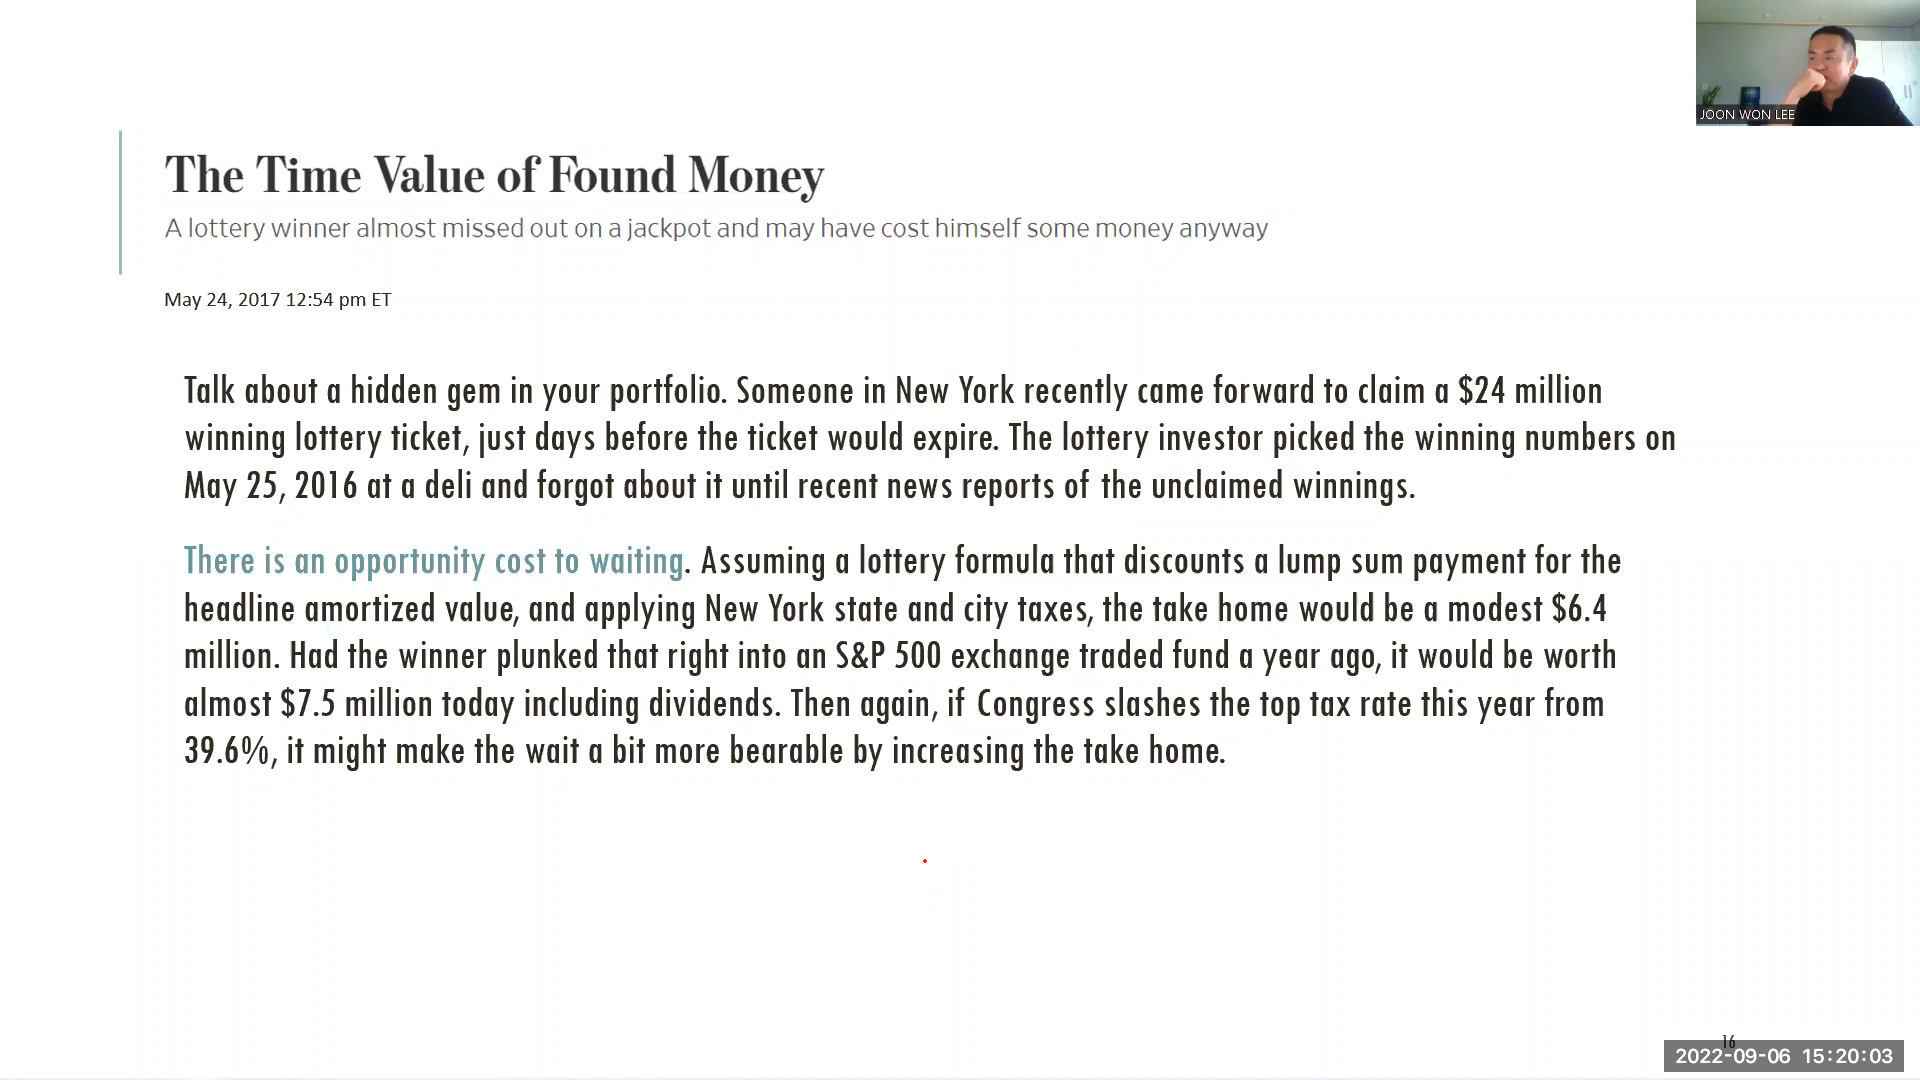 JOON WON LEE
The Time Value of Found Money
A lottery winner almost missed out on a jackpot and may have cost himself some money anyway
May 24, 2017 12:54 pm ET
Talk about a hidden gem in your portfolio. Someone in New York recently came forward to claim a $24 million
winning lottery ticket, just days before the ticket would expire. The lottery investor picked the winning numbers on
May 25, 2016 at a deli and forgot about it until recent news reports of the unclaimed winnings.
There is an opportunity cost to waiting. Assuming a lottery formula that discounts a lump sum payment for the
headline amortized value, and applying New York state and city taxes, the take home would be a modest $6.4
million. Had the winner plunked that right into an S&P 500 exchange traded fund a year ago, it would be worth
almost $7.5 million today including dividends. Then again, if Congress slashes the top tax rate this year from
39.6%, it might make the wait a bit more bearable by increasing the take home.
16
2022-09-06 15:20:03